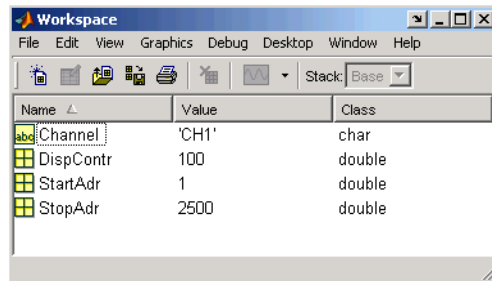 Workspace
File Edit View Graphics Debug Desktop Window Help
Stack: Base
Name Value Class
abc Channel 'CH1' char
DispContr 100 double
StartAdr 1 double
StopAdr 2500 double